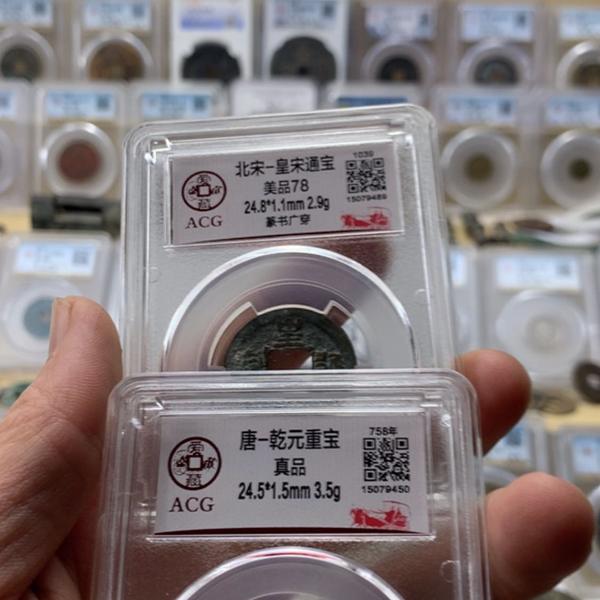 北宋-皇宋通宝
美品78
24.8*1.1mm 2.9g
篆书广穿
1039
15079489
ACG
皇
唐-乾元重宝
真品
24.5*1.5mm 3.5g
758年
15079450
ACG